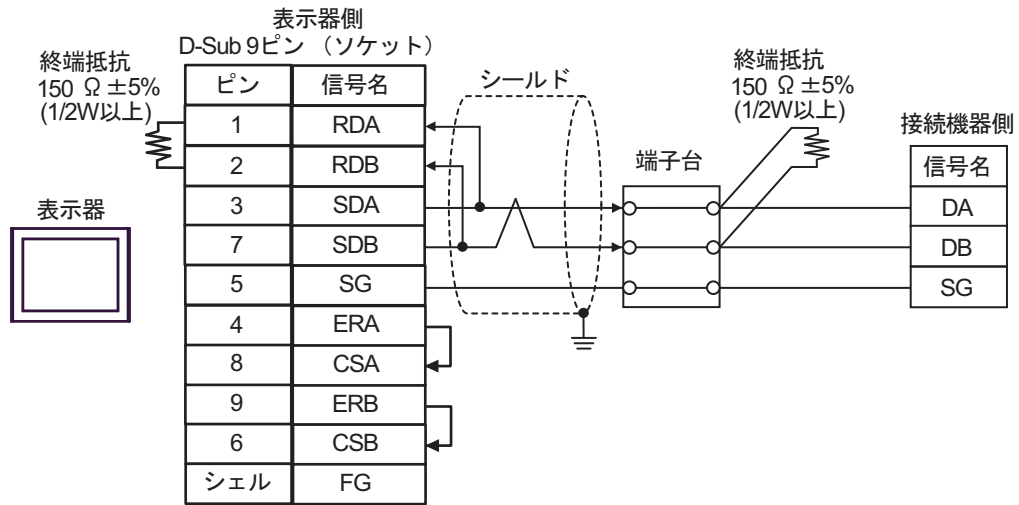 表示器側
D-Sub 9ピン （ソケット）
終端抵抗
150 Ω ±5%
(1/2W以上)
ピン 信号名
1 RDA
2 RDB
3 SDA
7 SDB
5 SG
4 ERA
8 CSA
9 ERB
6 CSB
シェル FG
表示器
シールド
端子台
終端抵抗
150 Ω ±5%
(1/2W以上)
接続機器側
信号名
DA
DB
SG